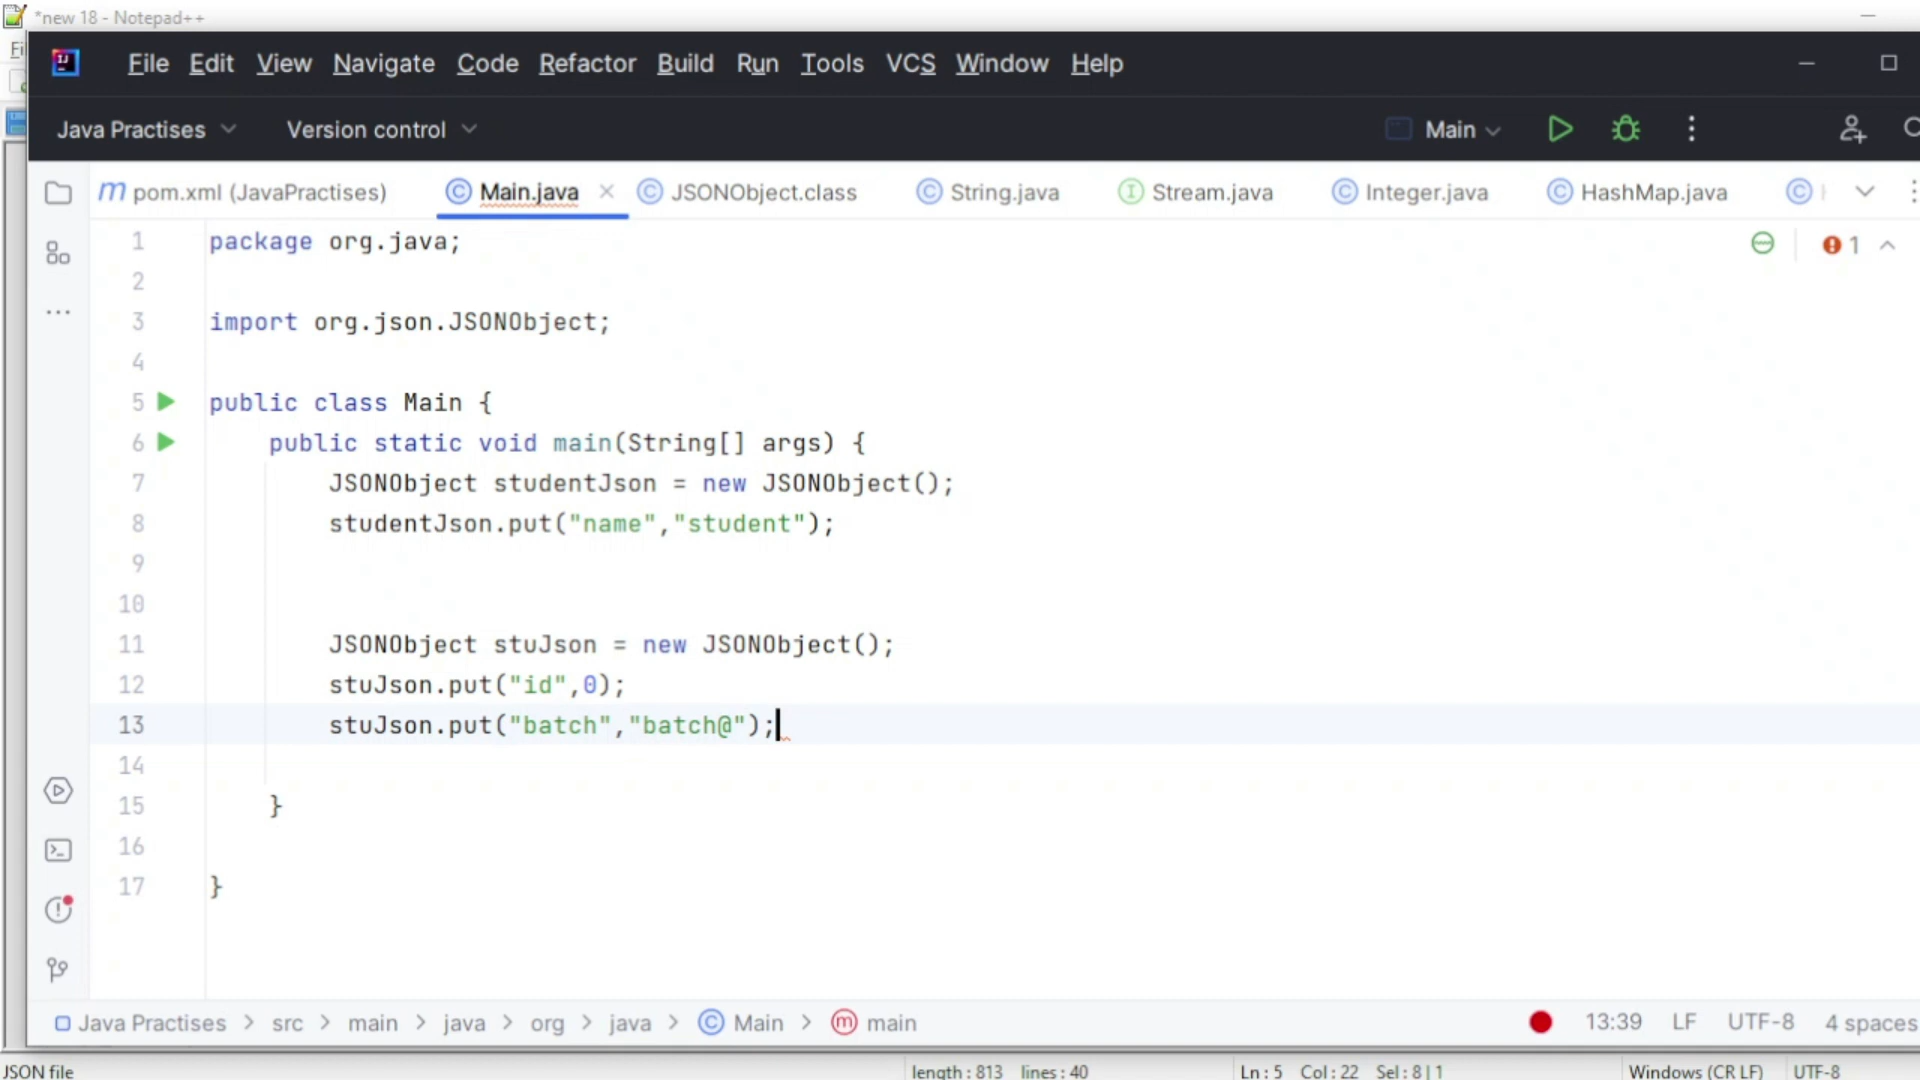 *new 18 - Notepad++
Fi
File Edit View Navigate Code Refactor Build Run Tools VCS Window Help
Java Practises Version control Main
pom.xml (JavaPractises) Main.java JSONObject.class String.java Stream.java Integer.java HashMap.java
1 package org.java; 1
2
3 import org.json.JSONObject;
4
5 public class Main {
6 public static void main(String[] args) {
7 JSONObject studentJson = new JSONObject();
8 studentJson.put("name","student");
9
10
11 JSONObject stuJson = new JSONObject();
12 stuJson.put("id",0);
13 stuJson.put("batch","batch@");
14
15 }
16
17 }
Java Practises > src > main > java > org > java > Main > main 13:39 LF UTF-8 4 spaces
JSON file length : 813 lines : 40 Ln : 5 Col : 22 Sel : 8 | 1 Windows (CR LF) UTF-8